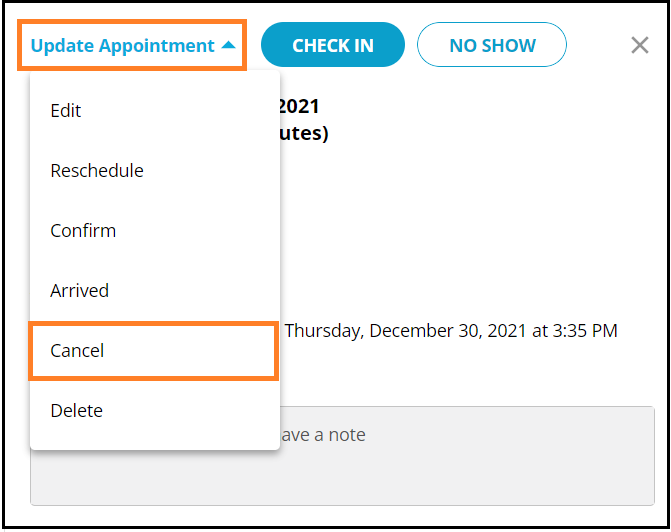 Update Appointment CHECK IN NO SHOW
Edit
2021
utes)
Reschedule
Confirm
Arrived
Thursday, December 30, 2021 at 3:35 PM
Cancel
Delete
ave a note